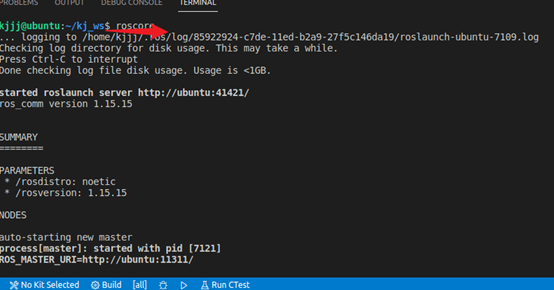 PROBLEMS OUTPUT DEBUG CONSOLE TERMINAL
kjjj@ubuntu:~/kj_ws$ roscore
... logging to /home/kjjj/.ros/log/85922924-c7de-11ed-b2a9-27f5c146da19/roslaunch-ubuntu-7109.log
Checking log directory for disk usage. This may take a while.
Press Ctrl-C to interrupt
Done checking log file disk usage. Usage is <1GB.
started roslaunch server http://ubuntu:41421/
ros_comm version 1.15.15
SUMMARY
========
PARAMETERS
* /rosdistro: noetic
* /rosversion: 1.15.15
NODES
auto-starting new master
process[master]: started with pid [7121]
ROS_MASTER_URI=http://ubuntu:11311/
No Kit Selected Build [all] Run CTest